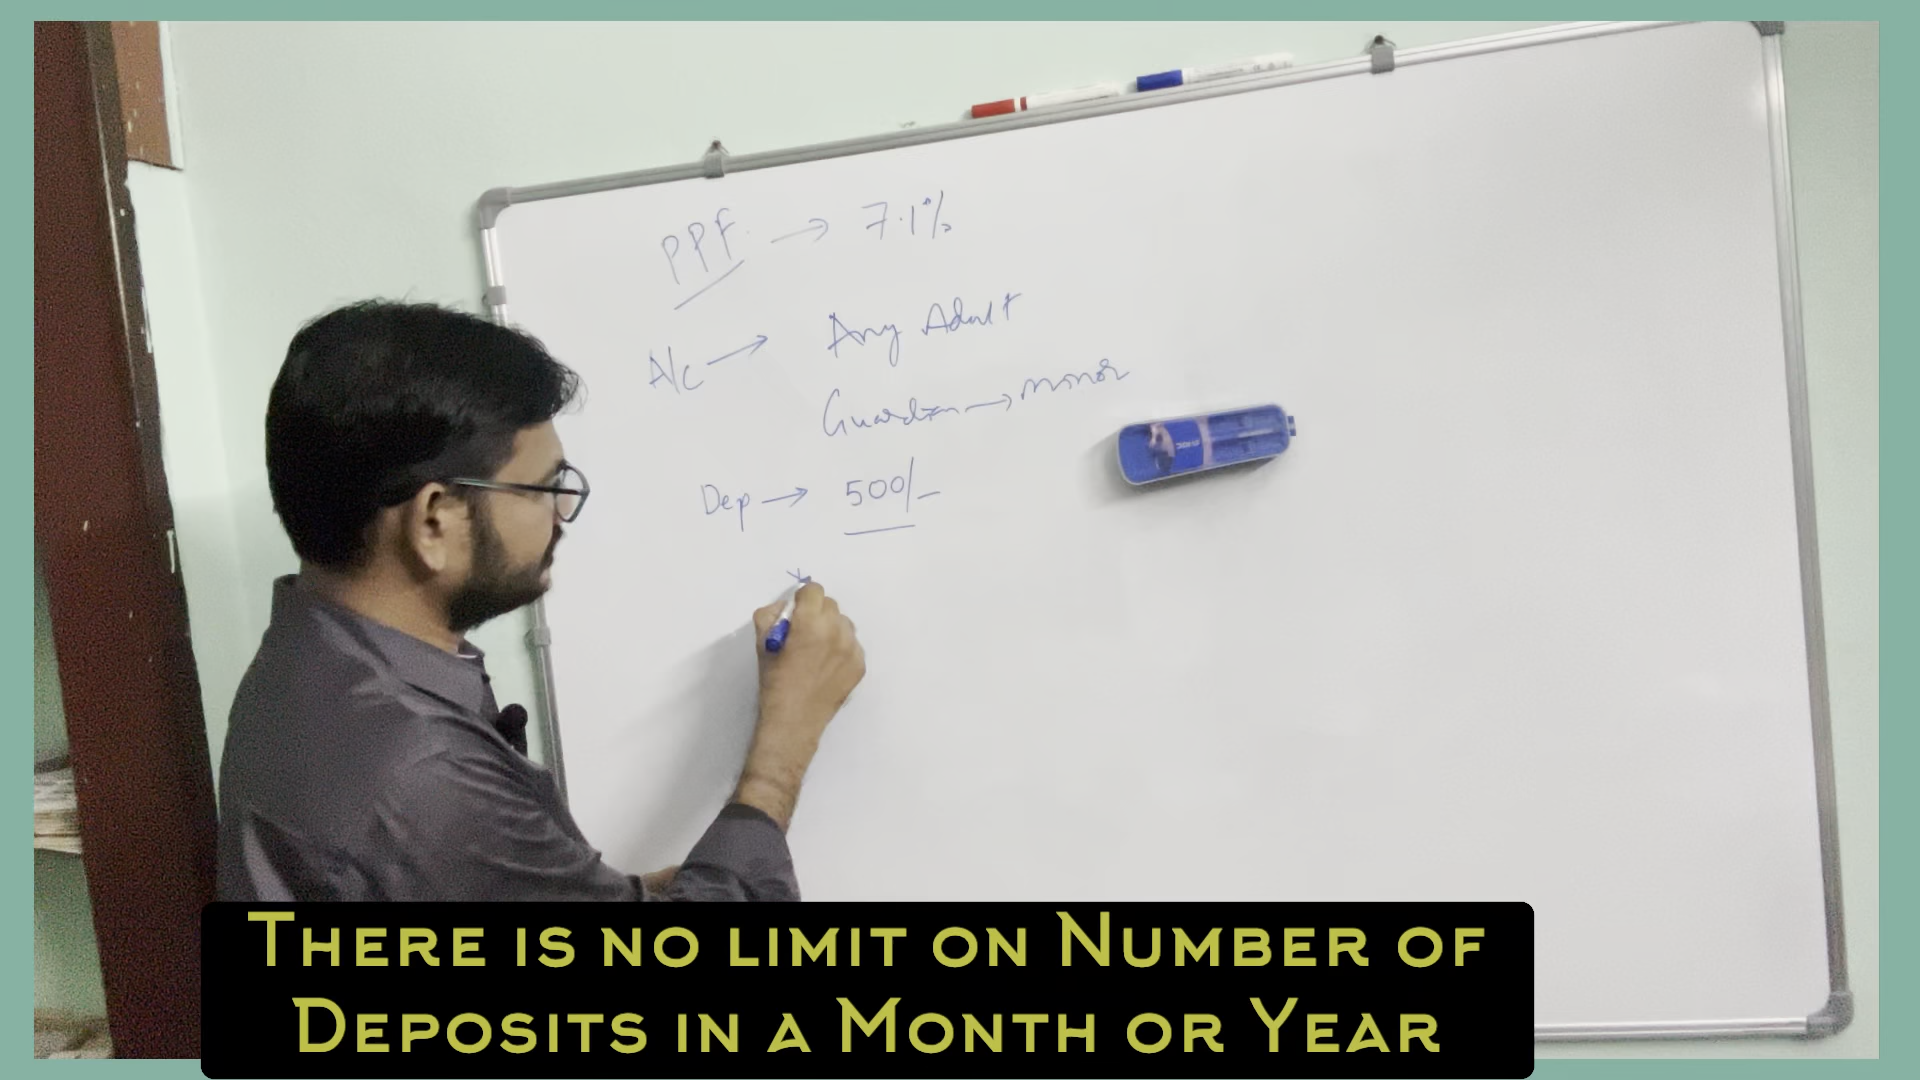 PPF → 7.1%
A/c → Any Adult
Guardian → minor
Dep → 500/-
There is no limit on Number of
Deposits in a Month or Year